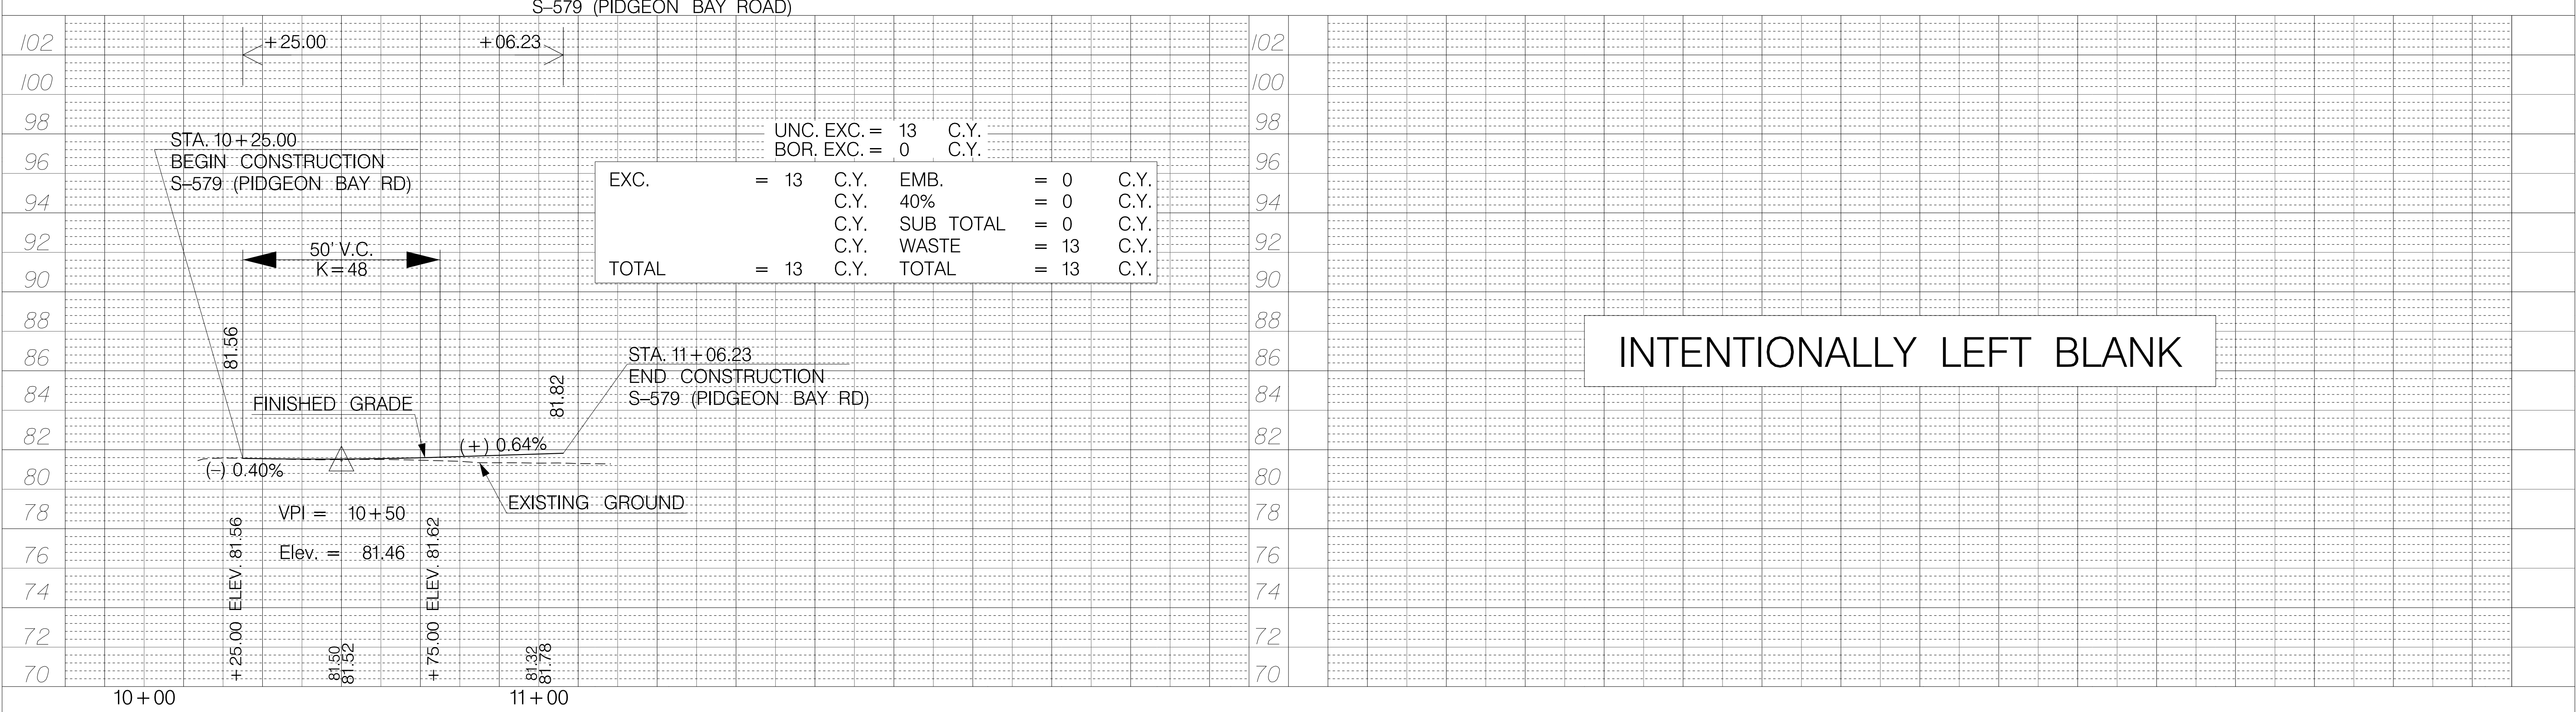 S–579 (PIDGEON BAY ROAD)
102
100
98
96
94
92
90
88
86
84
82
80
78
76
74
72
70
+25.00
+06.23
STA. 10+25.00
BEGIN CONSTRUCTION
S–579 (PIDGEON BAY RD)
50' V.C.
K=48
81.56
FINISHED GRADE
(–) 0.40%
(+) 0.64%
81.82
STA. 11+06.23
END CONSTRUCTION
S–579 (PIDGEON BAY RD)
EXISTING GROUND
VPI = 10+50
Elev. = 81.46
+25.00 ELEV. 81.56
+75.00 ELEV. 81.62
81.50
81.52
81.32
81.78
10+00
11+00
UNC. EXC. = 13 C.Y.
BOR. EXC. = 0 C.Y.
EXC. = 13 C.Y. EMB. = 0 C.Y.
C.Y. 40% = 0 C.Y.
C.Y. SUB TOTAL = 0 C.Y.
C.Y. WASTE = 13 C.Y.
TOTAL = 13 C.Y. TOTAL = 13 C.Y.
102
100
98
96
94
92
90
88
86
84
82
80
78
76
74
72
70
INTENTIONALLY LEFT BLANK